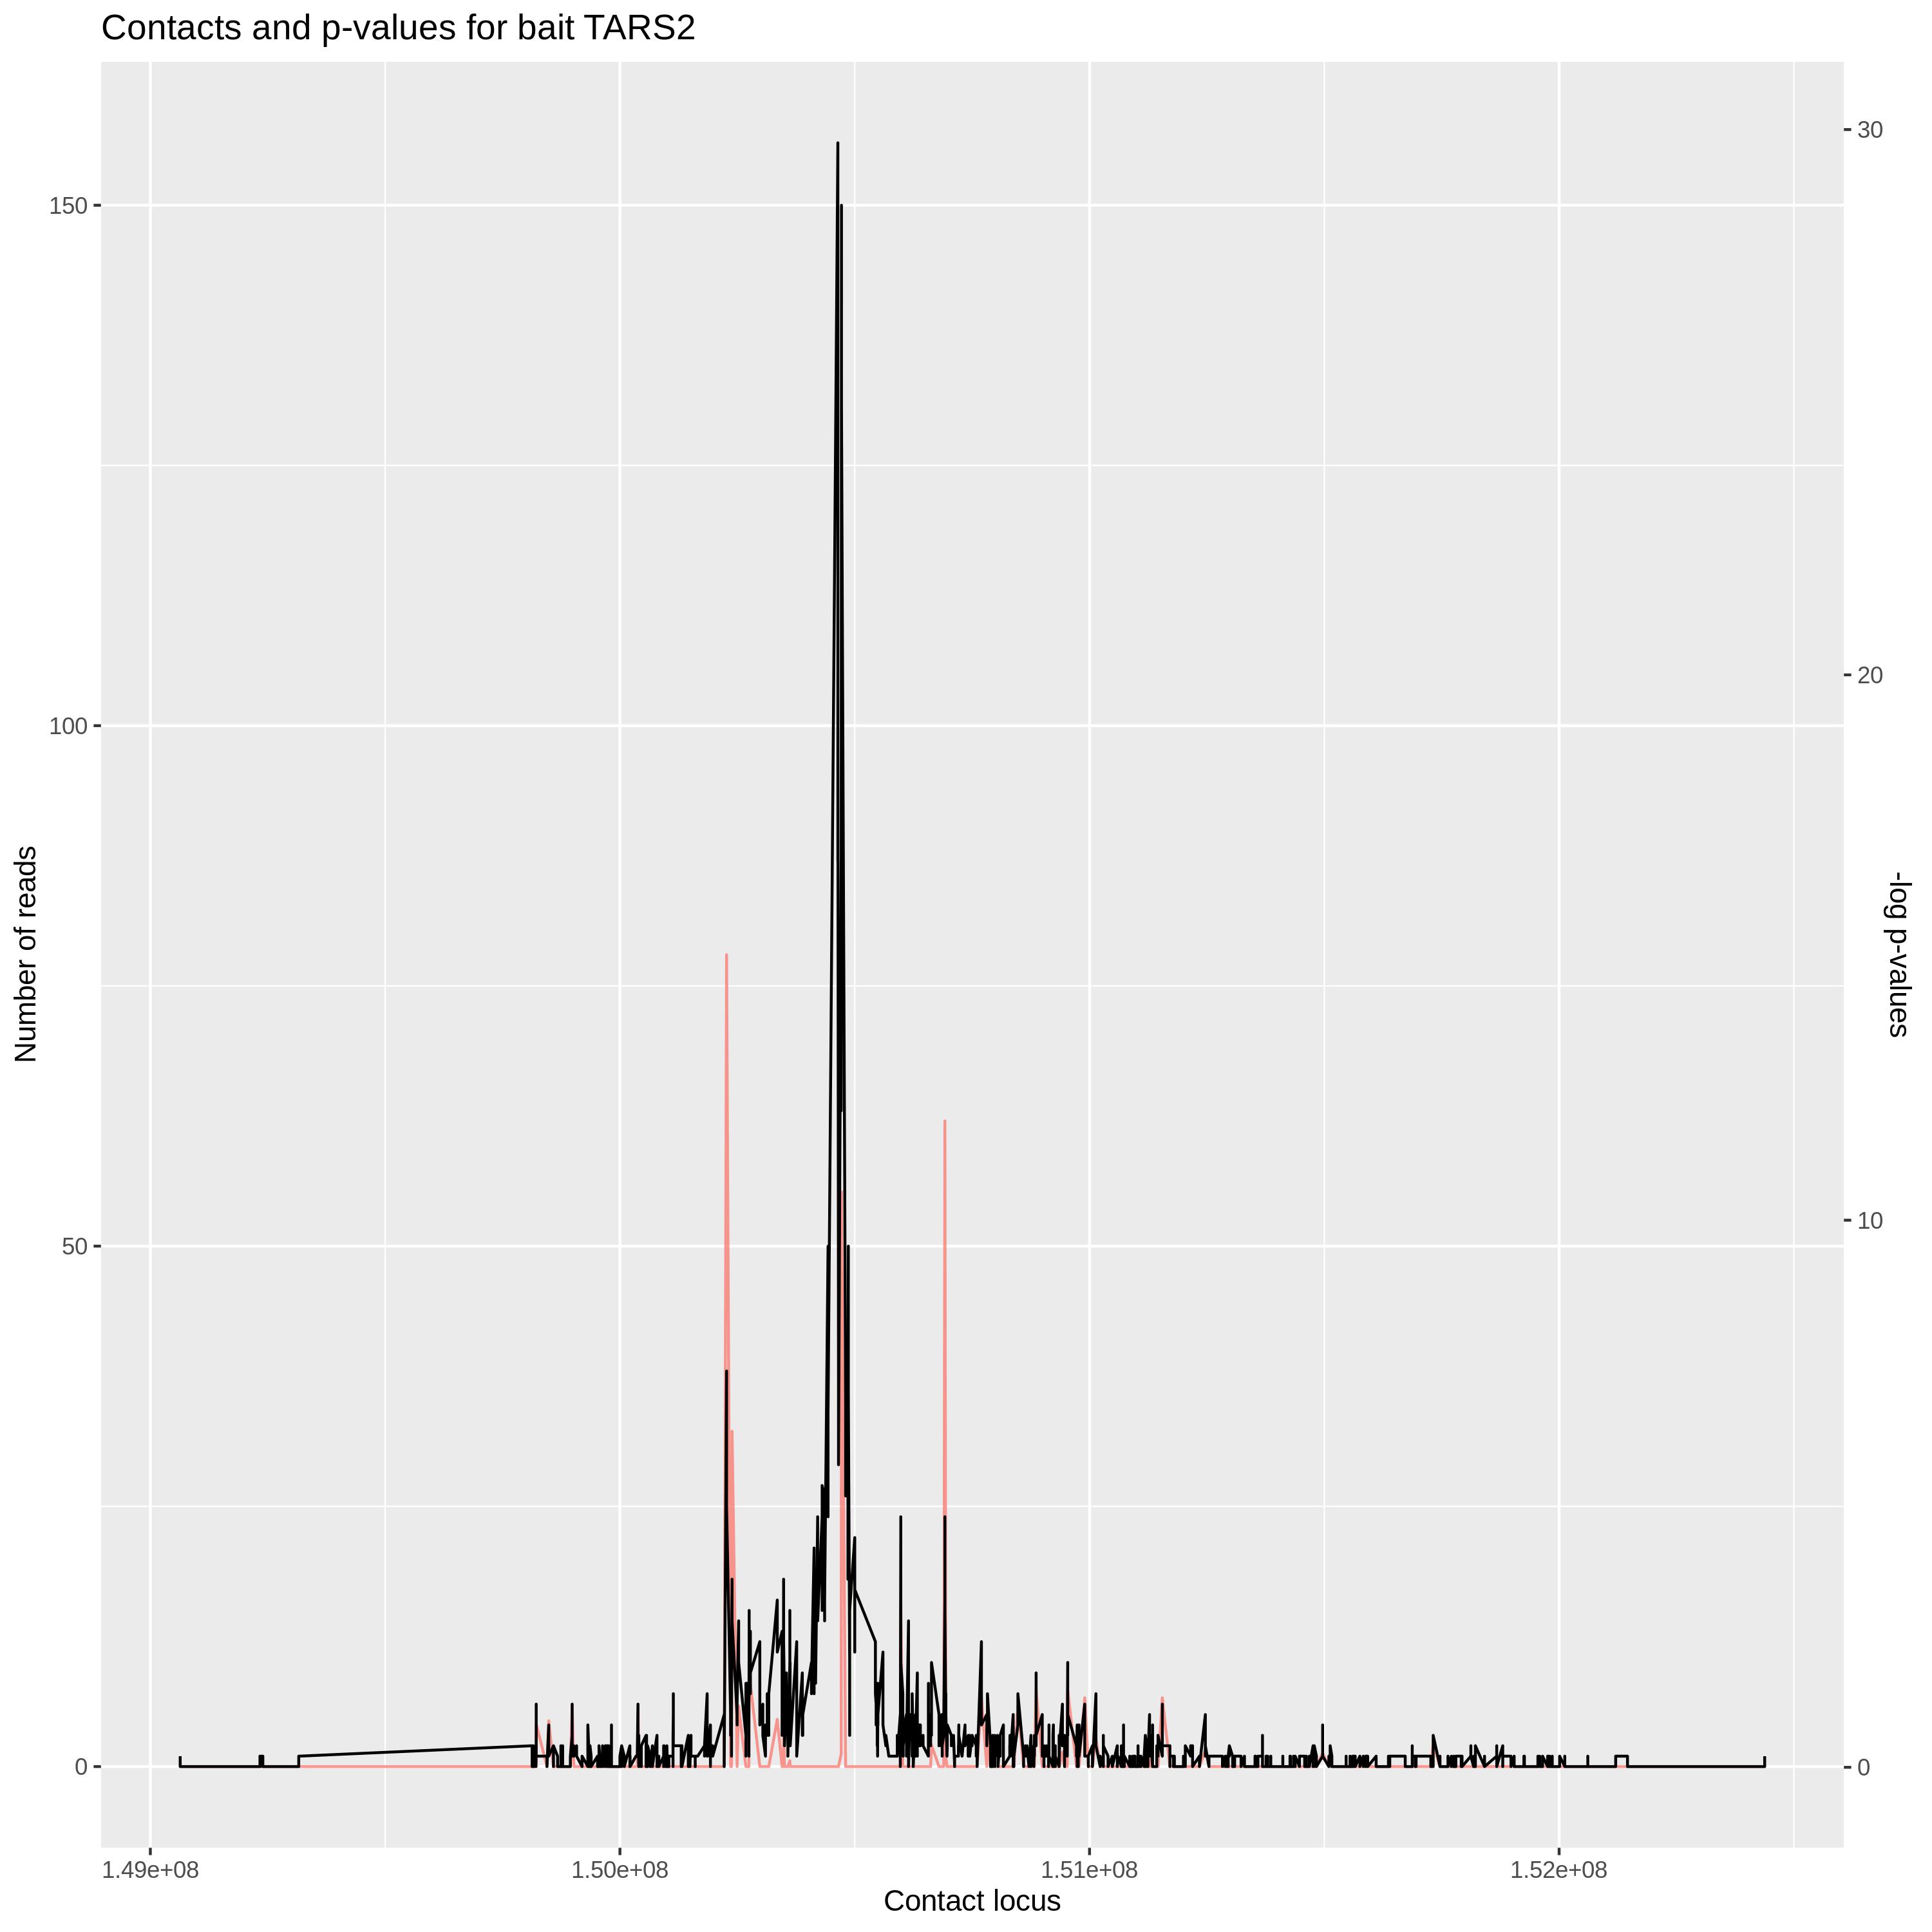 Contacts and p-values for bait TARS2
150
100
50
0
Number of reads
30
20
10
0
-log p-values
1.49e+08
1.50e+08
1.51e+08
1.52e+08
Contact locus